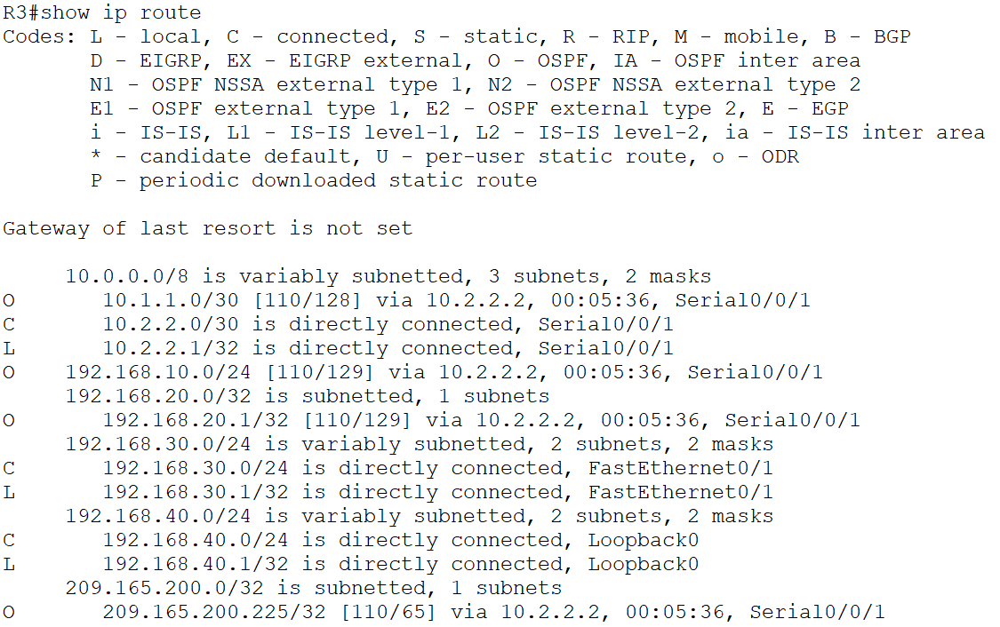 R3#show ip route
Codes: L - local, C - connected, S - static, R - RIP, M - mobile, B - BGP
       D - EIGRP, EX - EIGRP external, O - OSPF, IA - OSPF inter area
       N1 - OSPF NSSA external type 1, N2 - OSPF NSSA external type 2
       E1 - OSPF external type 1, E2 - OSPF external type 2, E - EGP
       i - IS-IS, L1 - IS-IS level-1, L2 - IS-IS level-2, ia - IS-IS inter area
       * - candidate default, U - per-user static route, o - ODR
       P - periodic downloaded static route

Gateway of last resort is not set

     10.0.0.0/8 is variably subnetted, 3 subnets, 2 masks
O       10.1.1.0/30 [110/128] via 10.2.2.2, 00:05:36, Serial0/0/1
C       10.2.2.0/30 is directly connected, Serial0/0/1
L       10.2.2.1/32 is directly connected, Serial0/0/1
O    192.168.10.0/24 [110/129] via 10.2.2.2, 00:05:36, Serial0/0/1
     192.168.20.0/32 is subnetted, 1 subnets
O       192.168.20.1/32 [110/129] via 10.2.2.2, 00:05:36, Serial0/0/1
     192.168.30.0/24 is variably subnetted, 2 subnets, 2 masks
C       192.168.30.0/24 is directly connected, FastEthernet0/1
L       192.168.30.1/32 is directly connected, FastEthernet0/1
     192.168.40.0/24 is variably subnetted, 2 subnets, 2 masks
C       192.168.40.0/24 is directly connected, Loopback0
L       192.168.40.1/32 is directly connected, Loopback0
     209.165.200.0/32 is subnetted, 1 subnets
O       209.165.200.225/32 [110/65] via 10.2.2.2, 00:05:36, Serial0/0/1